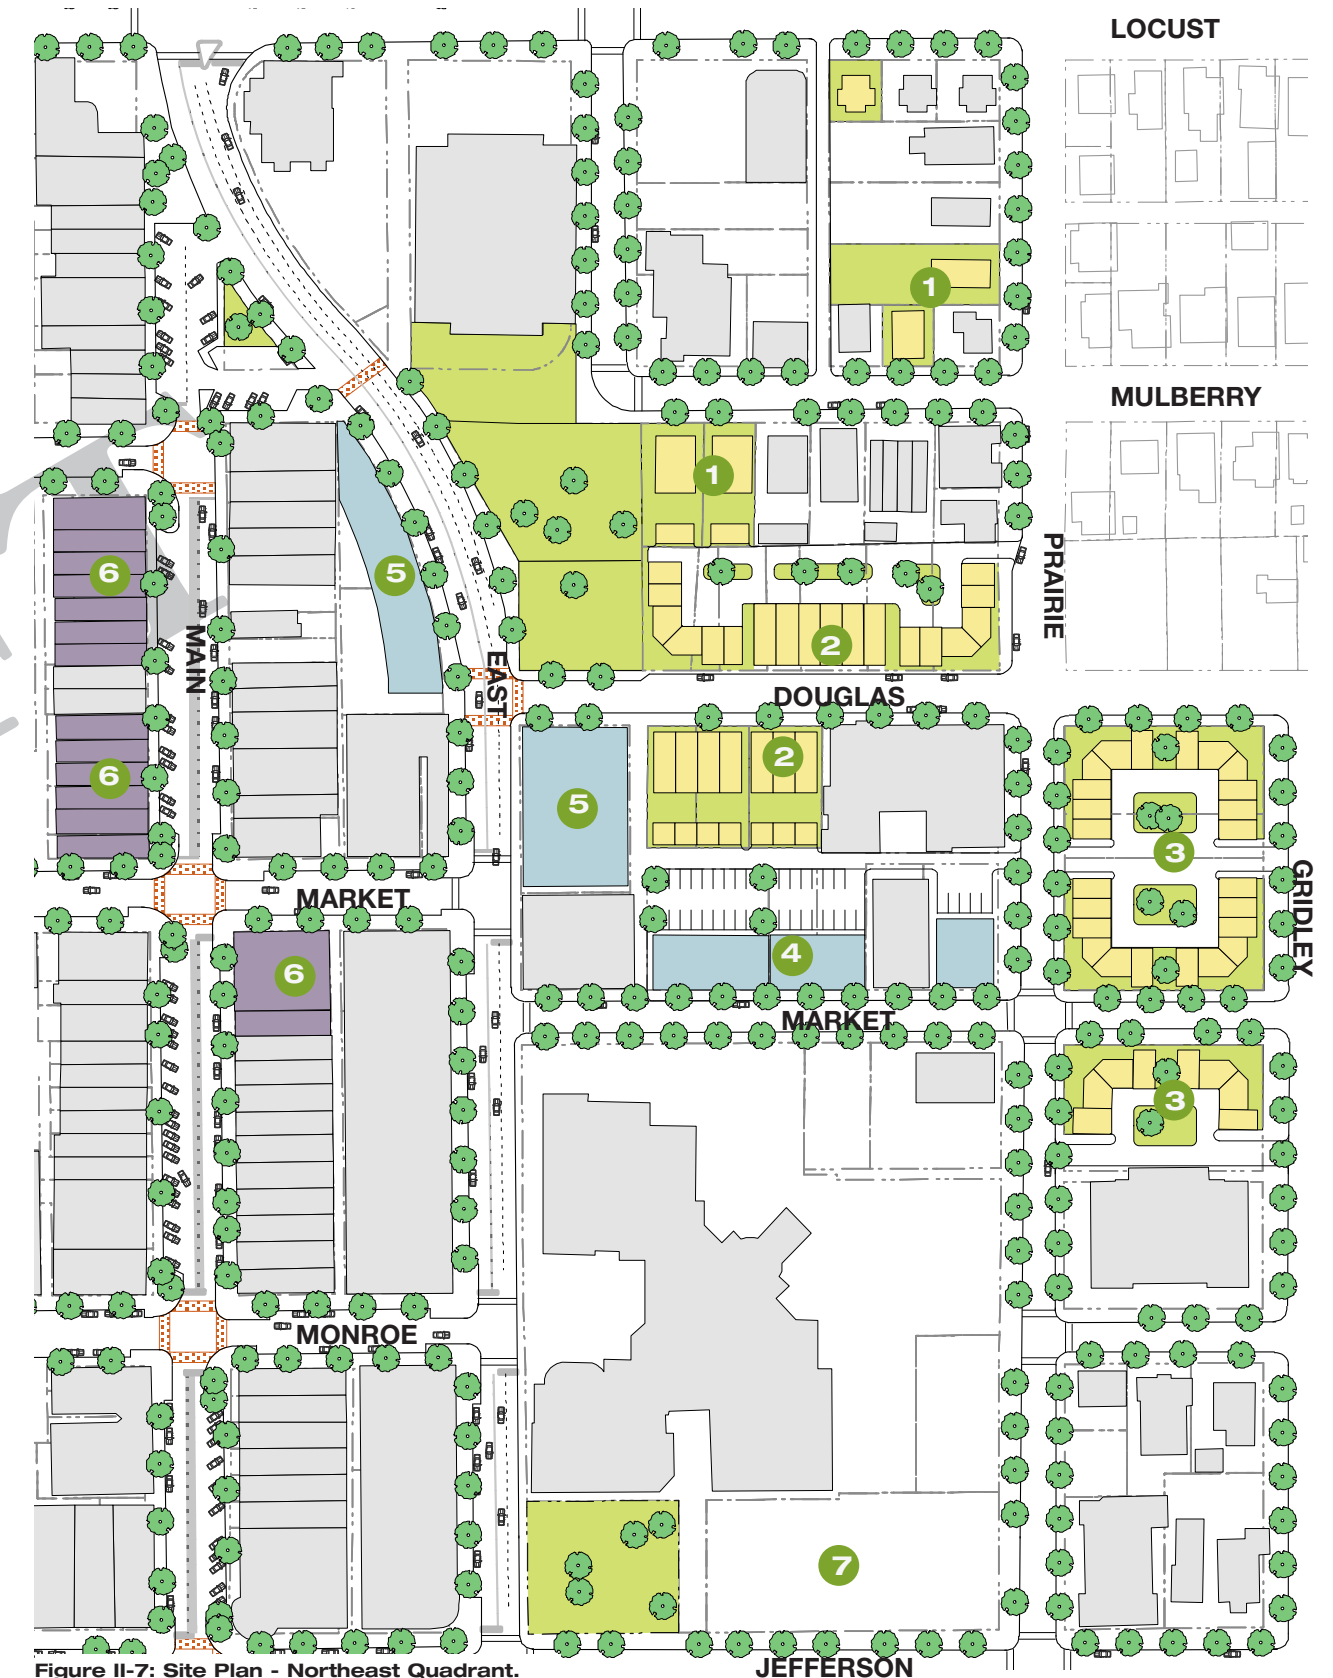 LOCUST
1
MULBERRY
1
PRAIRIE
6
5
MAIN
EAST
2
DOUGLAS
2
6
5
3
GRIDLEY
MARKET
6
4
MARKET
3
MONROE
7
JEFFERSON
Figure II-7: Site Plan - Northeast Quadrant.